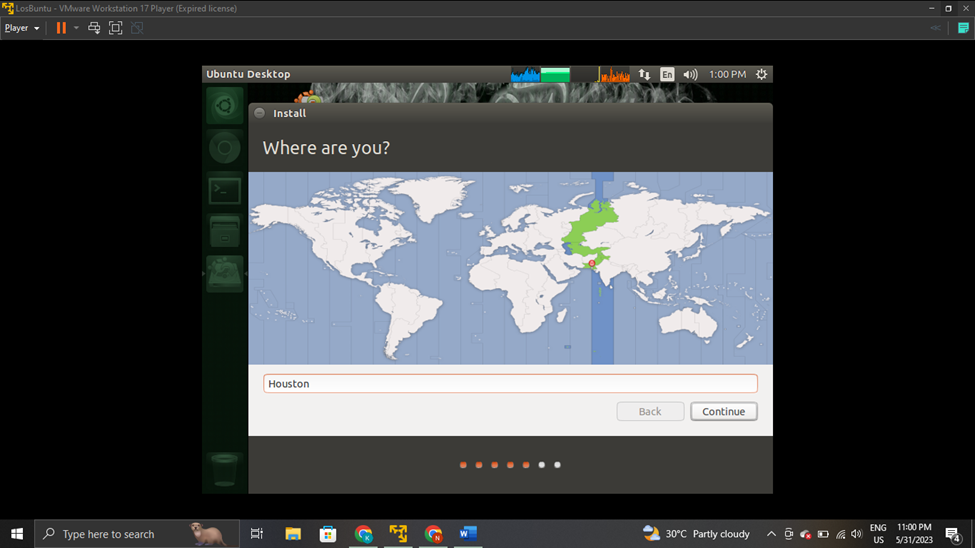 LosBuntu - VMware Workstation 17 Player (Expired license)
Player
Ubuntu Desktop
En
1:00 PM
Install
Where are you?
Houston
Back
Continue
Type here to search
30°C Partly cloudy
ENG
US
11:00 PM
5/31/2023
4